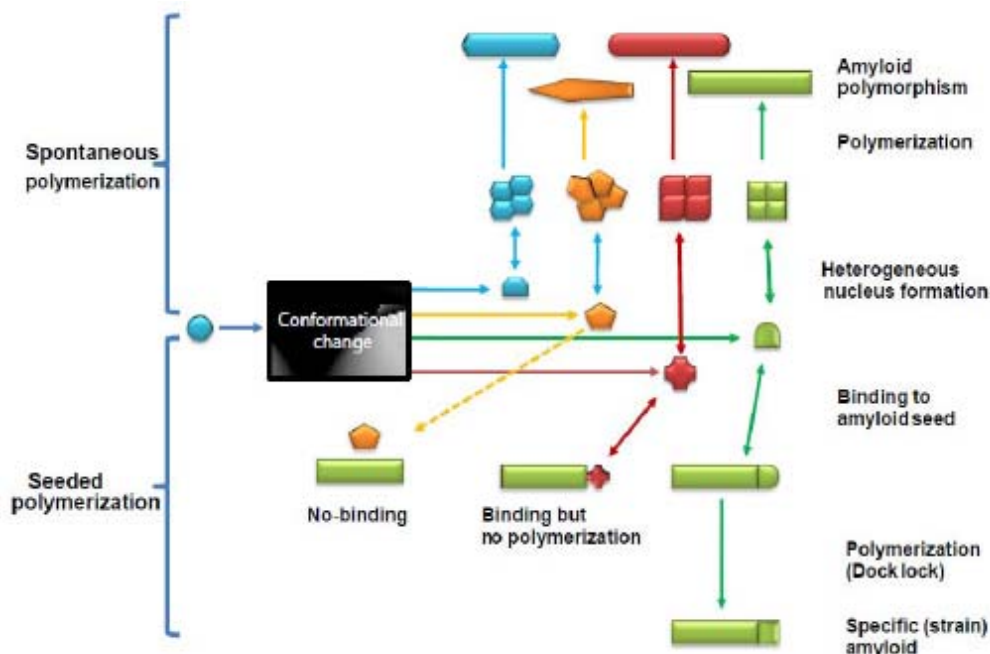 Amyloid
polymorphism
Polymerization
Spontaneous
polymerization
Heterogeneous
nucleus formation
Conformational
change
Binding to
amyloid seed
Seeded
polymerization
No-binding
Binding but
no polymerization
Polymerization
(Dock lock)
Specific (strain)
amyloid